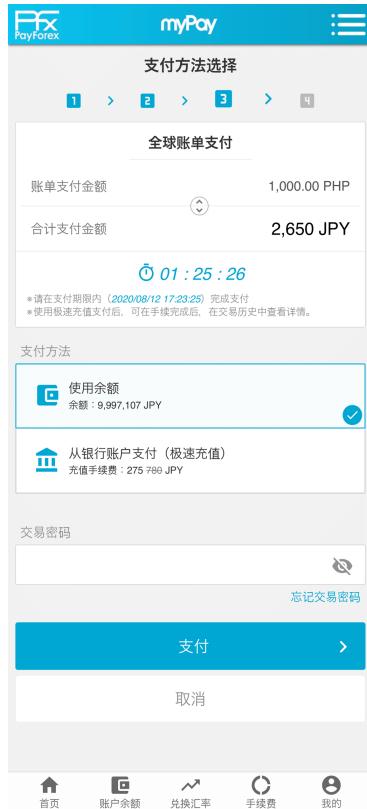 Pfx
PayForex
myPay
支付方法选择
1 > 2 > 3 > 4
全球账单支付
账单支付金额 1,000.00 PHP
合计支付金额 2,650 JPY
01 : 25 : 26
*请在支付期限内（2020/08/12 17:23:25）完成支付
*使用极速充值支付后，可在手续完成后，在交易历史中查看详情。
支付方法
使用余额
余额：9,997,107 JPY
从银行账户支付（极速充值）
充值手续费：275 780 JPY
交易密码
忘记交易密码
支付
取消
首页 账户余额 兑换汇率 手续费 我的